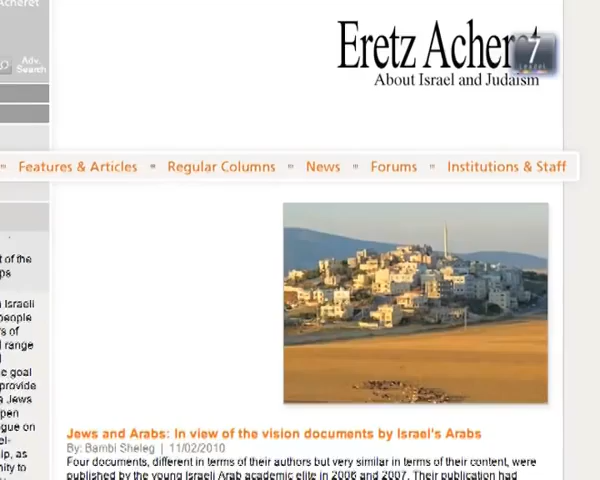 Acheret
Eretz Acheret
7
Adv.
Search
About Israel and Judaism
Features & Articles
Regular Columns
News
Forums
Institutions & Staff
t of the
Israeli
people
rs of
range
e goal
provide
Jews
gue on
ip, as
nity to
Jews and Arabs: In view of the vision documents by Israel's Arabs
By: Bambi Sheleg | 11/02/2010
Four documents, different in terms of their authors but very similar in terms of their content, were
published by the young Israeli Arab academic elite in 2006 and 2007. Their publication had